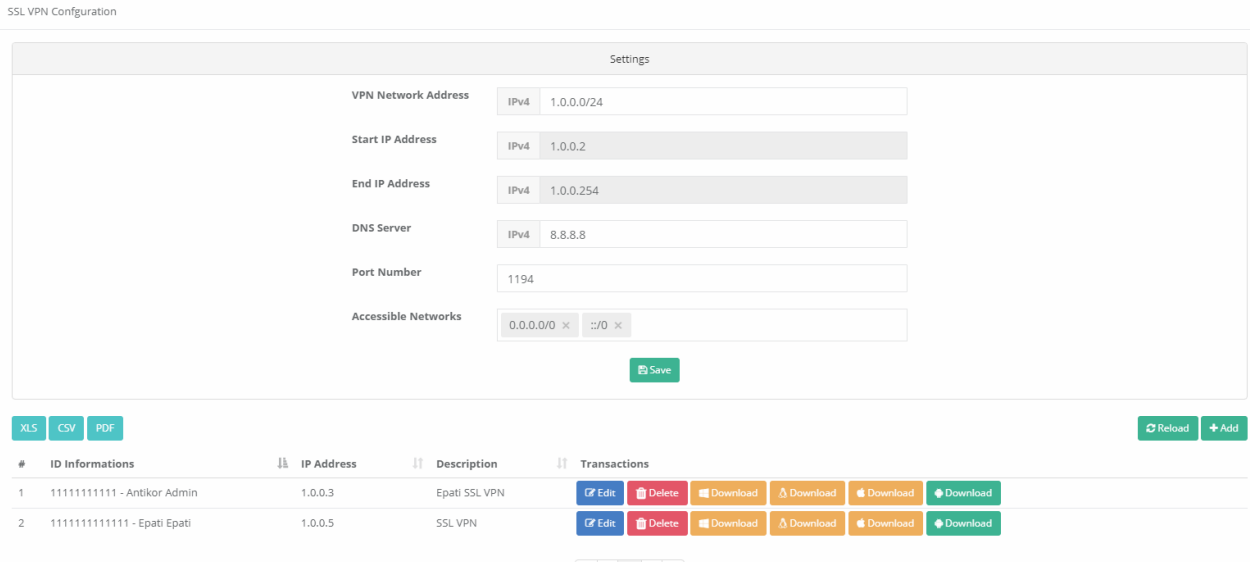 SSL VPN Confguration
Settings
VPN Network Address IPv4 1.0.0.0/24
Start IP Address IPv4 1.0.0.2
End IP Address IPv4 1.0.0.254
DNS Server IPv4 8.8.8.8
Port Number 1194
Accessible Networks 0.0.0.0/0 × ::/0 ×
Save
XLS CSV PDF Reload + Add
# ID Informations IP Address Description Transactions
1 11111111111 - Antikor Admin 1.0.0.3 Epati SSL VPN Edit Delete Download Download Download Download
2 1111111111111 - Epati Epati 1.0.0.5 SSL VPN Edit Delete Download Download Download Download